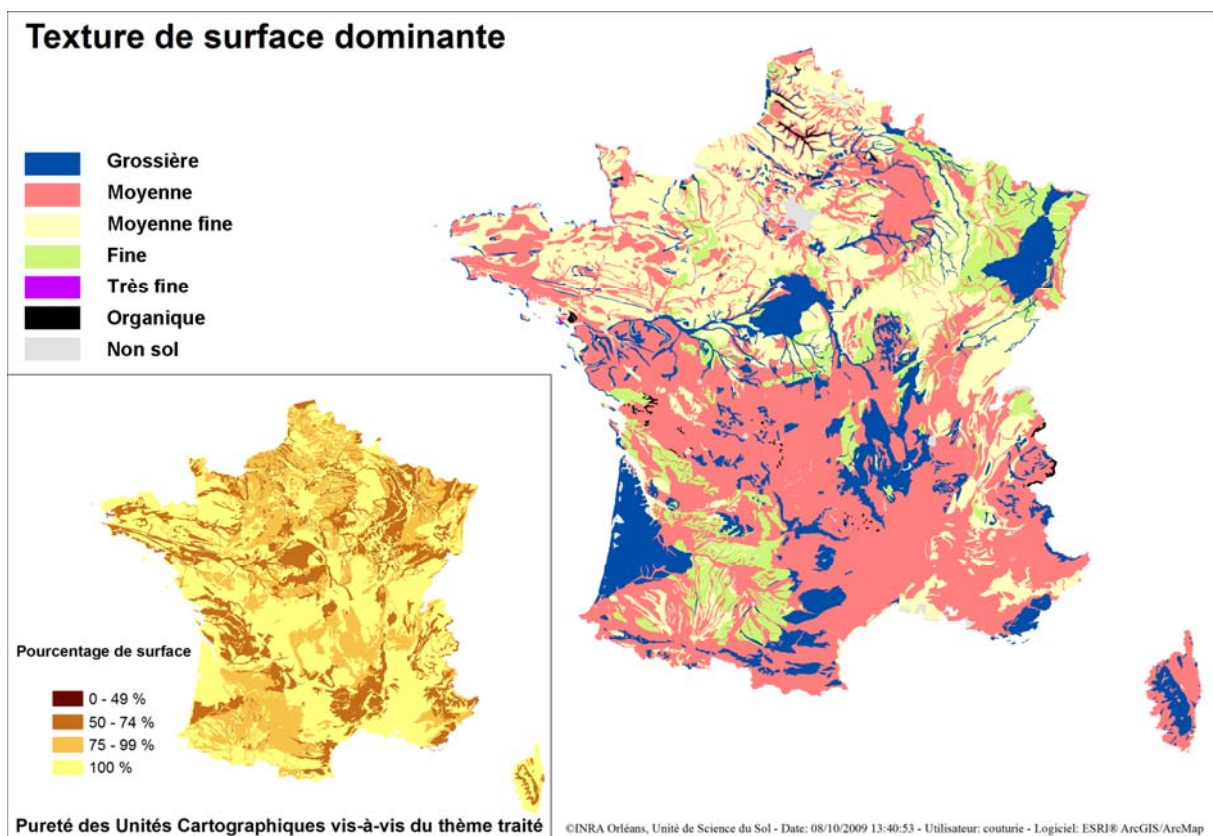 Texture de surface dominante
Grossière
Moyenne
Moyenne fine
Fine
Très fine
Organique
Non sol
Pourcentage de surface
0 - 49 %
50 - 74 %
75 - 99 %
100 %
Pureté des Unités Cartographiques vis-à-vis du thème traité
©INRA Orléans, Unité de Science du Sol - Date: 08/10/2009 13:40:53 - Utilisateur: couturie - Logiciel: ESRI® ArcGIS/AreMap